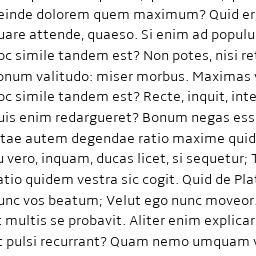 einde dolorem quem maximum? Quid er
uare attende, quaeso. Si enim ad populu
oc simile tandem est? Non potes, nisi ret
onum valitudo: miser morbus. Maximas v
oc simile tandem est? Recte, inquit, inte
uis enim redargueret? Bonum negas ess
tae autem degendae ratio maxime quid
u vero, inquam, ducas licet, si sequetur; T
atio quidem vestra sic cogit. Quid de Plat
unc vos beatum; Velut ego nunc moveor.
t multis se probavit. Aliter enim explicar
t pulsi recurrant? Quam nemo umquam v